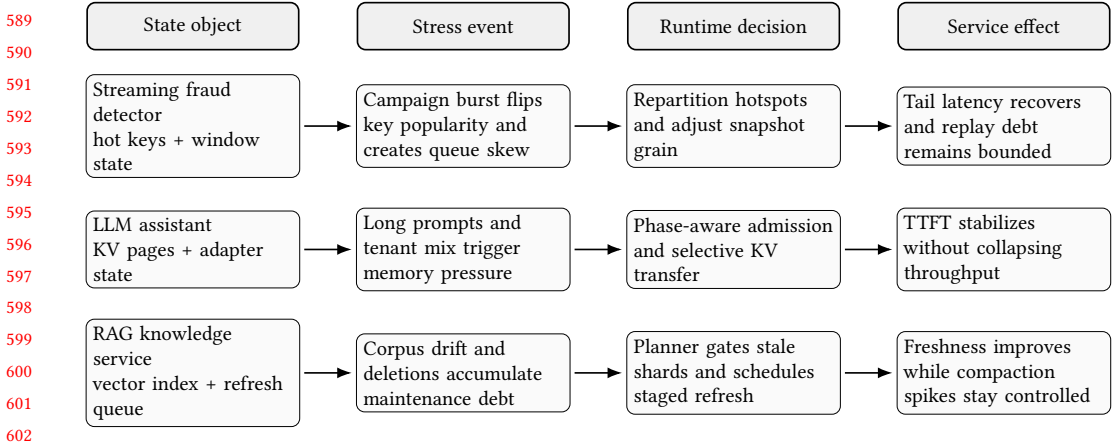 589
590
591
592
593
594
595
596
597
598
599
600
601
602
State object
Stress event
Runtime decision
Service effect
Streaming fraud
detector
hot keys + window
state
Campaign burst flips
key popularity and
creates queue skew
Repartition hotspots
and adjust snapshot
grain
Tail latency recovers
and replay debt
remains bounded
LLM assistant
KV pages + adapter
state
Long prompts and
tenant mix trigger
memory pressure
Phase-aware admission
and selective KV
transfer
TTFT stabilizes
without collapsing
throughput
RAG knowledge
service
vector index + refresh
queue
Corpus drift and
deletions accumulate
maintenance debt
Planner gates stale
shards and schedules
staged refresh
Freshness improves
while compaction
spikes stay controlled